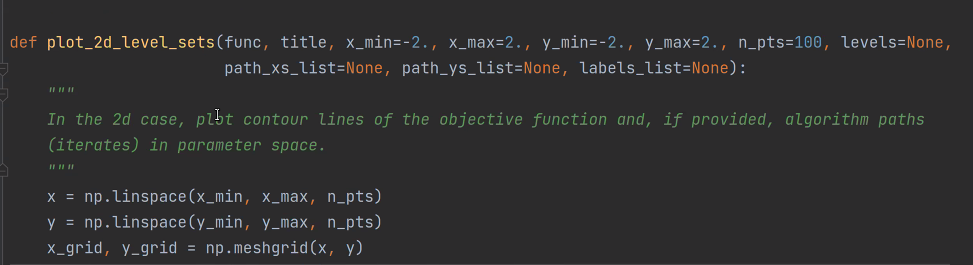 def plot_2d_level_sets(func, title, x_min=-2., x_max=2., y_min=-2., y_max=2., n_pts=100, levels=None,
path_xs_list=None, path_ys_list=None, labels_list=None):
"""
In the 2d case, plot contour lines of the objective function and, if provided, algorithm paths
(iterates) in parameter space.
"""
x = np.linspace(x_min, x_max, n_pts)
y = np.linspace(y_min, y_max, n_pts)
x_grid, y_grid = np.meshgrid(x, y)